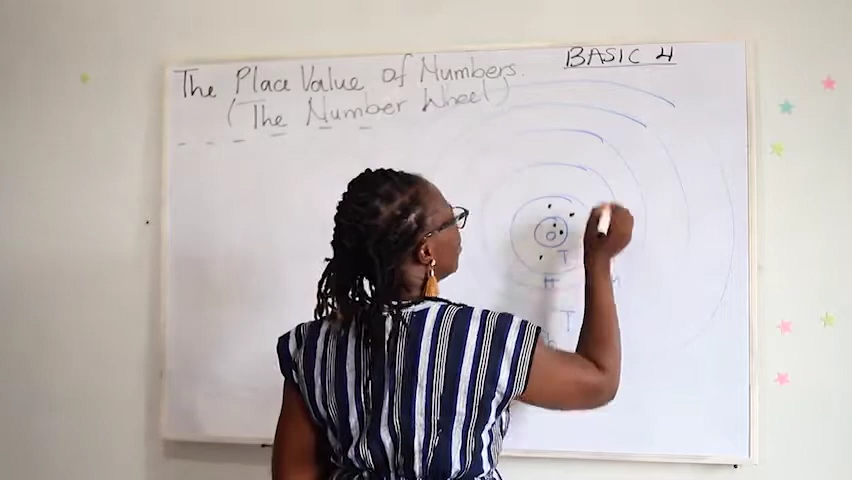 BASIC 4
The Place Value of Numbers.
(The Number Wheel)
O
T
H
M
T